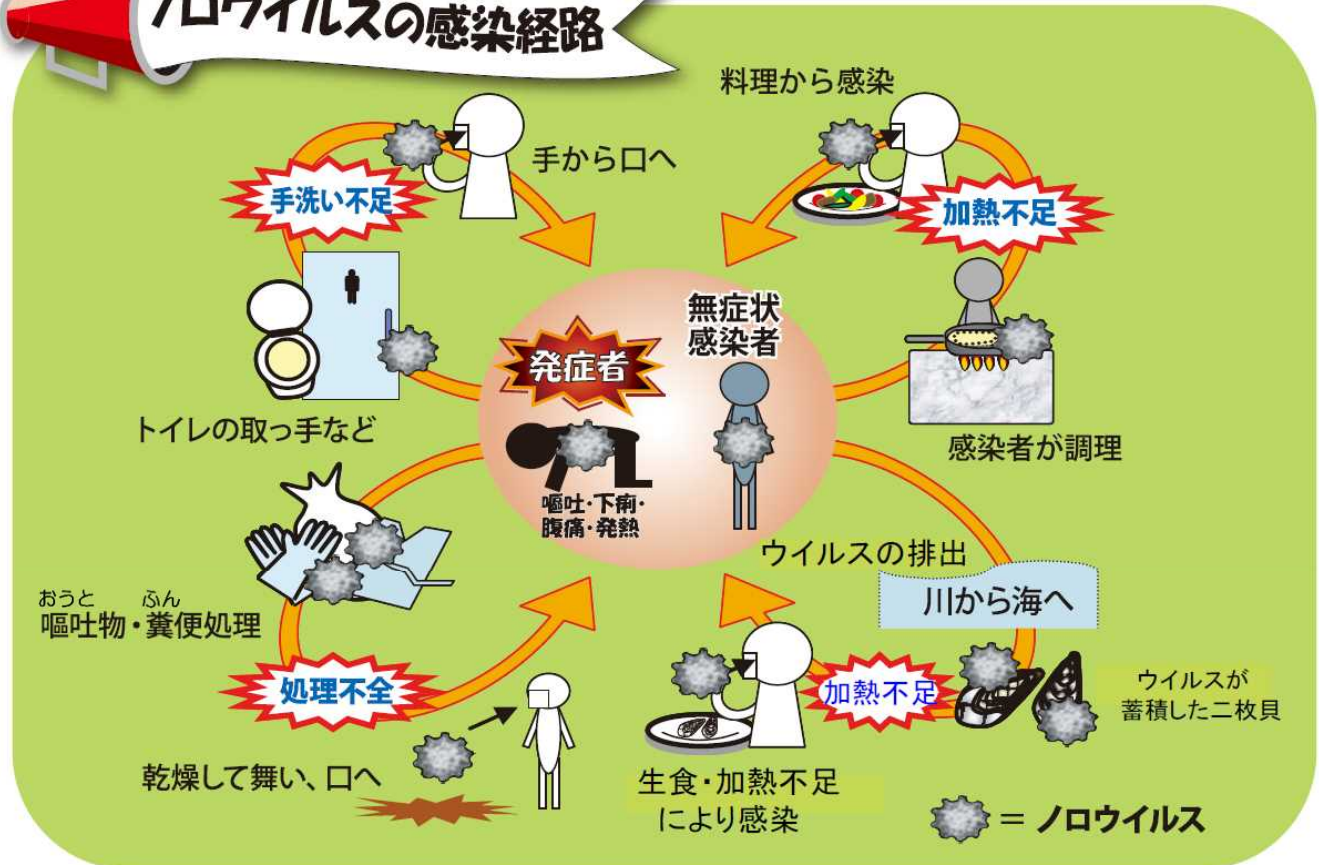 ノロウイルスの感染経路
料理から感染
手から口へ
手洗い不足
加熱不足
無症状
感染者
発症者
トイレの取っ手など
感染者が調理
嘔吐・下痢・
腹痛・発熱
ウイルスの排出
川から海へ
おうと ふん
嘔吐物・糞便処理
処理不全
加熱不足
ウイルスが
蓄積した二枚貝
乾燥して舞い、口へ
生食・加熱不足
により感染
= ノロウイルス